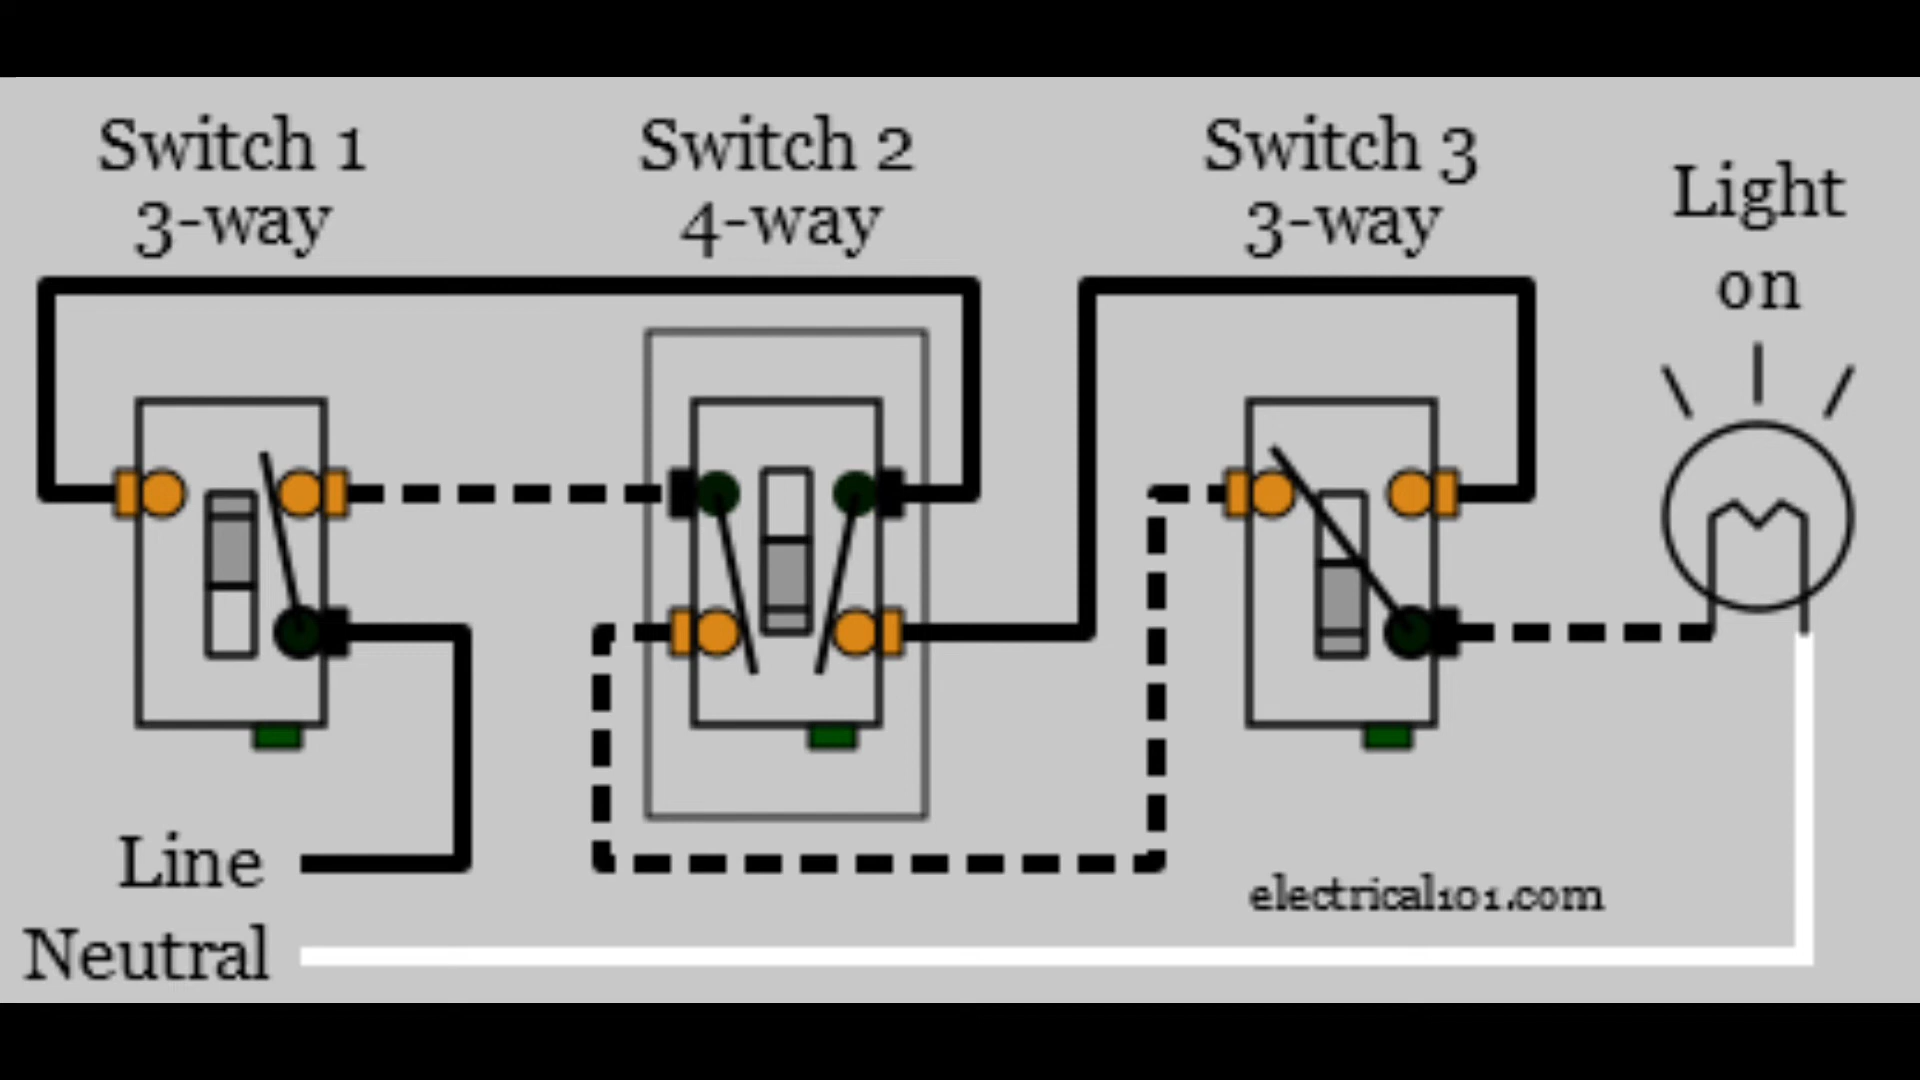 Switch 1
3-way
Switch 2
4-way
Switch 3
3-way
Light
on
Line
Neutral
electrical101.com